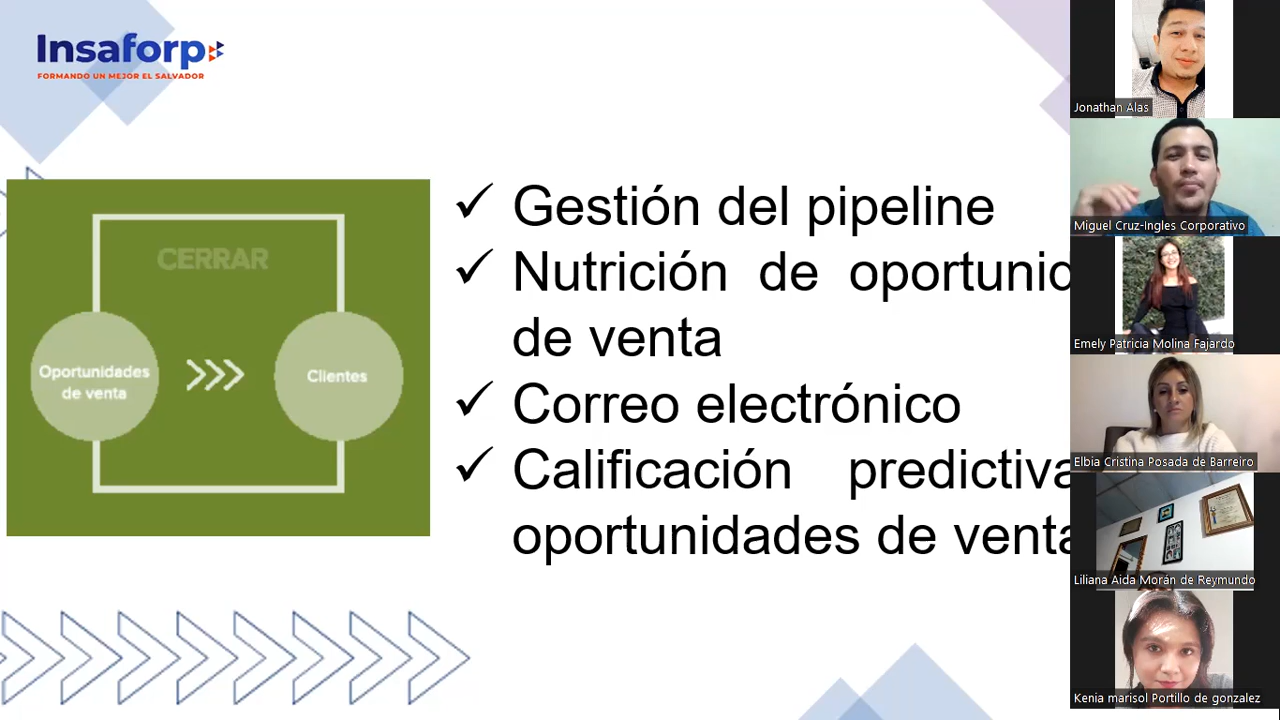 Insaforp
FORMANDO UN MEJOR EL SALVADOR
CERRAR
Oportunidades
de venta
Clientes
✓ Gestión del pipeline
✓ Nutrición de
de venta
✓ Correo electrónico
✓ Calificación predictiva
oportunidades de venta
Jonathan Alas
Miguel Cruz-Ingles Corporativo
Emely Patricia Molina Fajardo
Elbia Cristina Posada de Barreiro
Liliana Aida Morán de Reymundo
Kenia marisol Portillo de gonzalez